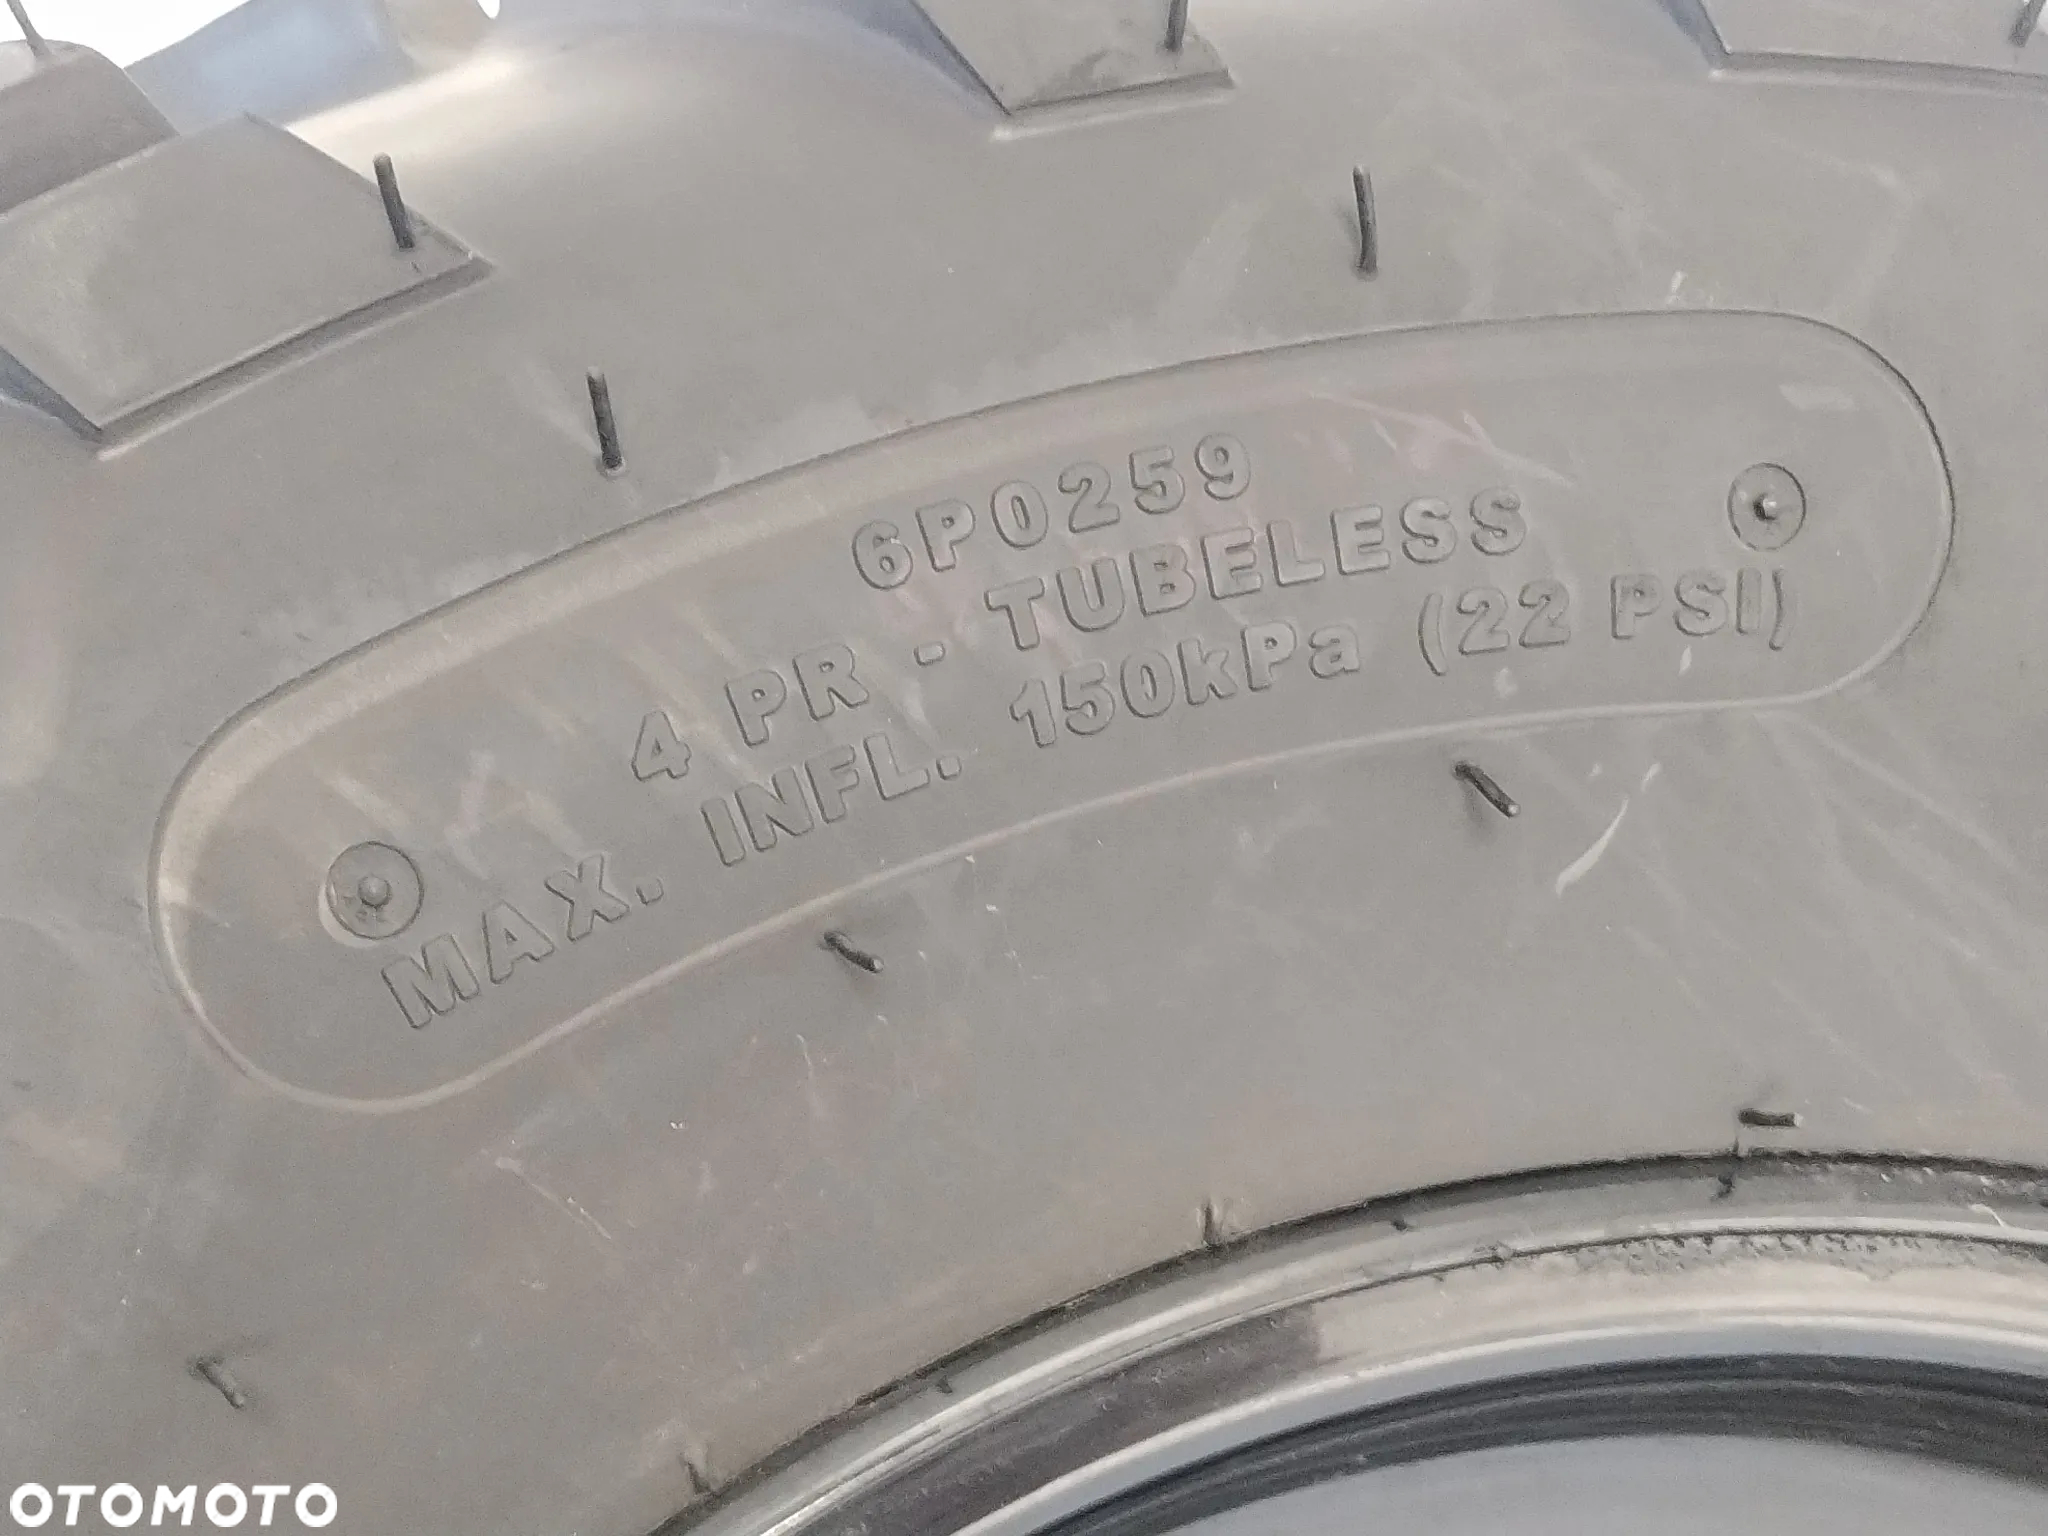 6P0259
4 PR - TUBELESS
MAX. INFL. 150kPa (22 PSI)
OTOMOTO